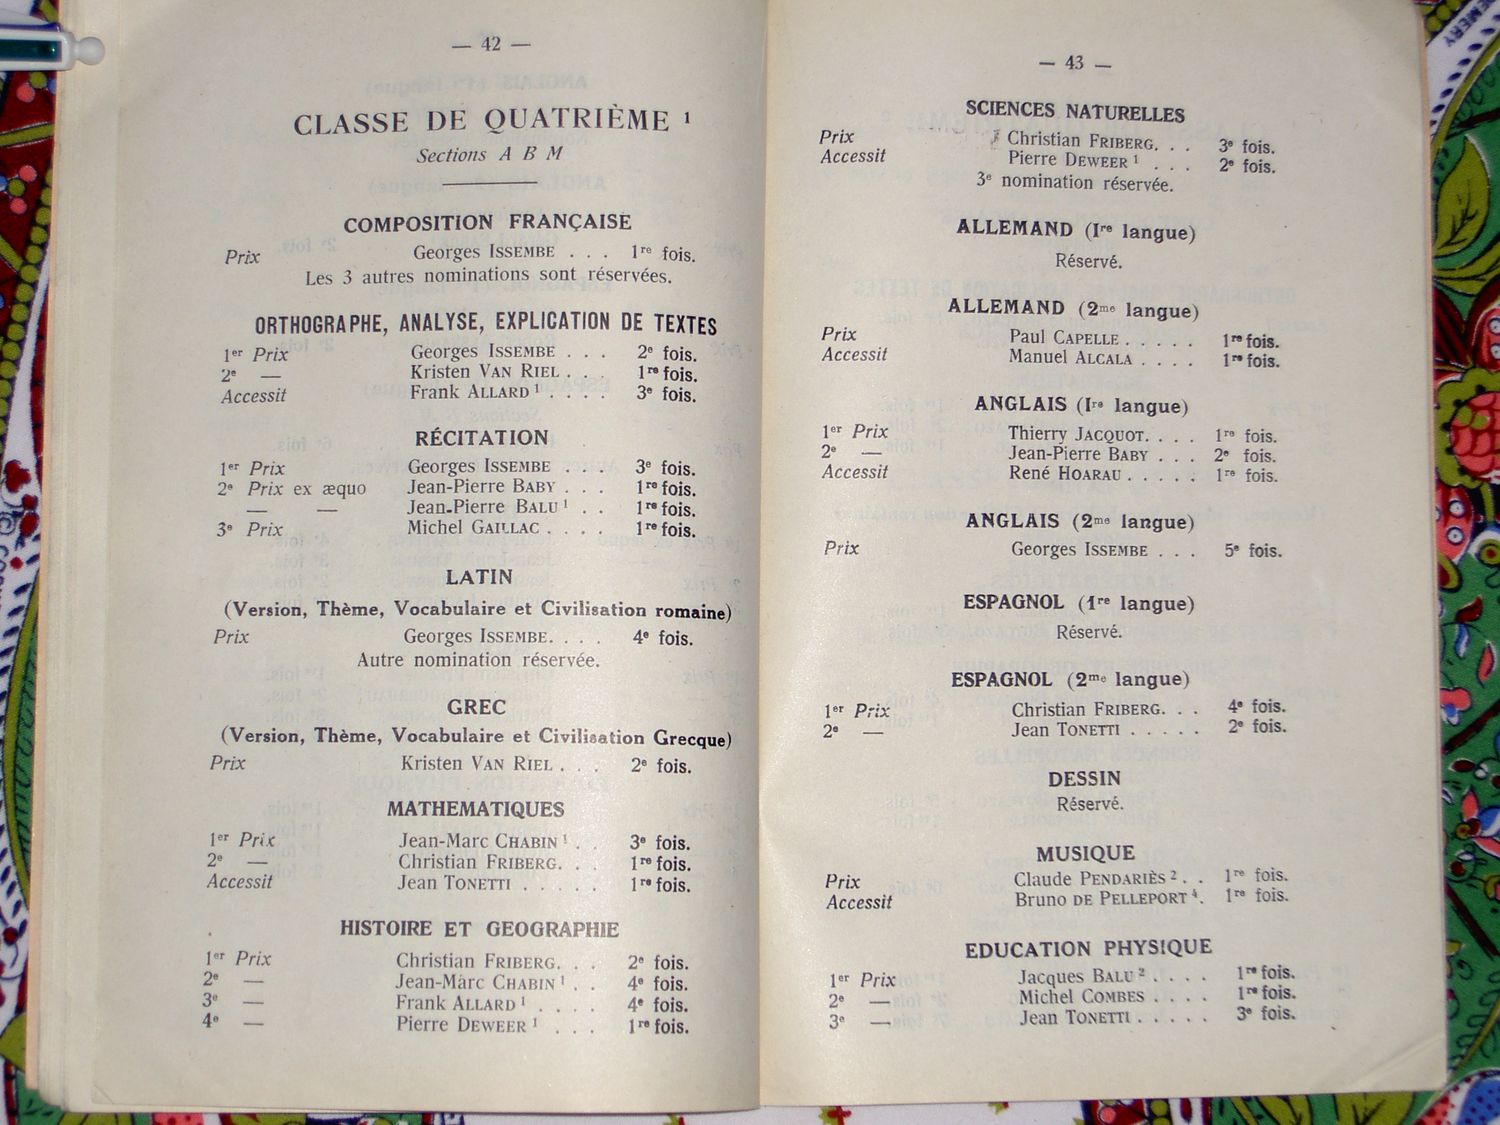 — 42 —
CLASSE DE QUATRIÈME ¹
Sections A B M
COMPOSITION FRANÇAISE
Prix Georges ISSEMBE . . . 1re fois.
Les 3 autres nominations sont réservées.
ORTHOGRAPHE, ANALYSE, EXPLICATION DE TEXTES
1er Prix Georges ISSEMBE . . . 2e fois.
2e — Kristen VAN RIEL . . . 1re fois.
Accessit Frank ALLARD ¹ . . . . 3e fois.
RÉCITATION
1er Prix Georges ISSEMBE . . . 3e fois.
2e Prix ex æquo Jean-Pierre BABY . . . 1re fois.
— — Jean-Pierre BALU ¹ . . 1re fois.
3e Prix Michel GAILLAC . . . . 1re fois.
LATIN
(Version, Thème, Vocabulaire et Civilisation romaine)
Prix Georges ISSEMBE. . . . 4e fois.
Autre nomination réservée.
GREC
(Version, Thème, Vocabulaire et Civilisation Grecque)
Prix Kristen VAN RIEL . . . 2e fois.
MATHEMATIQUES
1er Prix Jean-Marc CHABIN ¹ . . 3e fois.
2e — Christian FRIBERG. . . 1re fois.
Accessit Jean TONETTI . . . . . 1re fois.
HISTOIRE ET GEOGRAPHIE
1er Prix Christian FRIBERG. . . 2e fois.
2e — Jean-Marc CHABIN ¹ . . 4e fois.
3e — Frank ALLARD ¹ . . . . 4e fois.
4e — Pierre DEWEER ¹ . . . 1re fois.
— 43 —
SCIENCES NATURELLES
Prix Christian FRIBERG. . . 3e fois.
Accessit Pierre DEWEER ¹ . . . 2e fois.
3e nomination réservée.
ALLEMAND (Ire langue)
Réservé.
ALLEMAND (2me langue)
Prix Paul CAPELLE . . . . . 1re fois.
Accessit Manuel ALCALA . . . . 1re fois.
ANGLAIS (Ire langue)
1er Prix Thierry JACQUOT. . . . 1re fois.
2e — Jean-Pierre BABY . . . 2e fois.
Accessit René HOARAU . . . . . 1re fois.
ANGLAIS (2me langue)
Prix Georges ISSEMBE . . . 5e fois.
ESPAGNOL (1re langue)
Réservé.
ESPAGNOL (2me langue)
1er Prix Christian FRIBERG. . . 4e fois.
2e — Jean TONETTI . . . . . 2e fois.
DESSIN
Réservé.
MUSIQUE
Prix Claude PENDARIÈS ² . . 1re fois.
Accessit Bruno DE PELLEPORT ⁴. 1re fois.
EDUCATION PHYSIQUE
1er Prix Jacques BALU ² . . . . 1re fois.
2e — Michel COMBES . . . . 1re fois.
3e — Jean TONETTI . . . . . 3e fois.